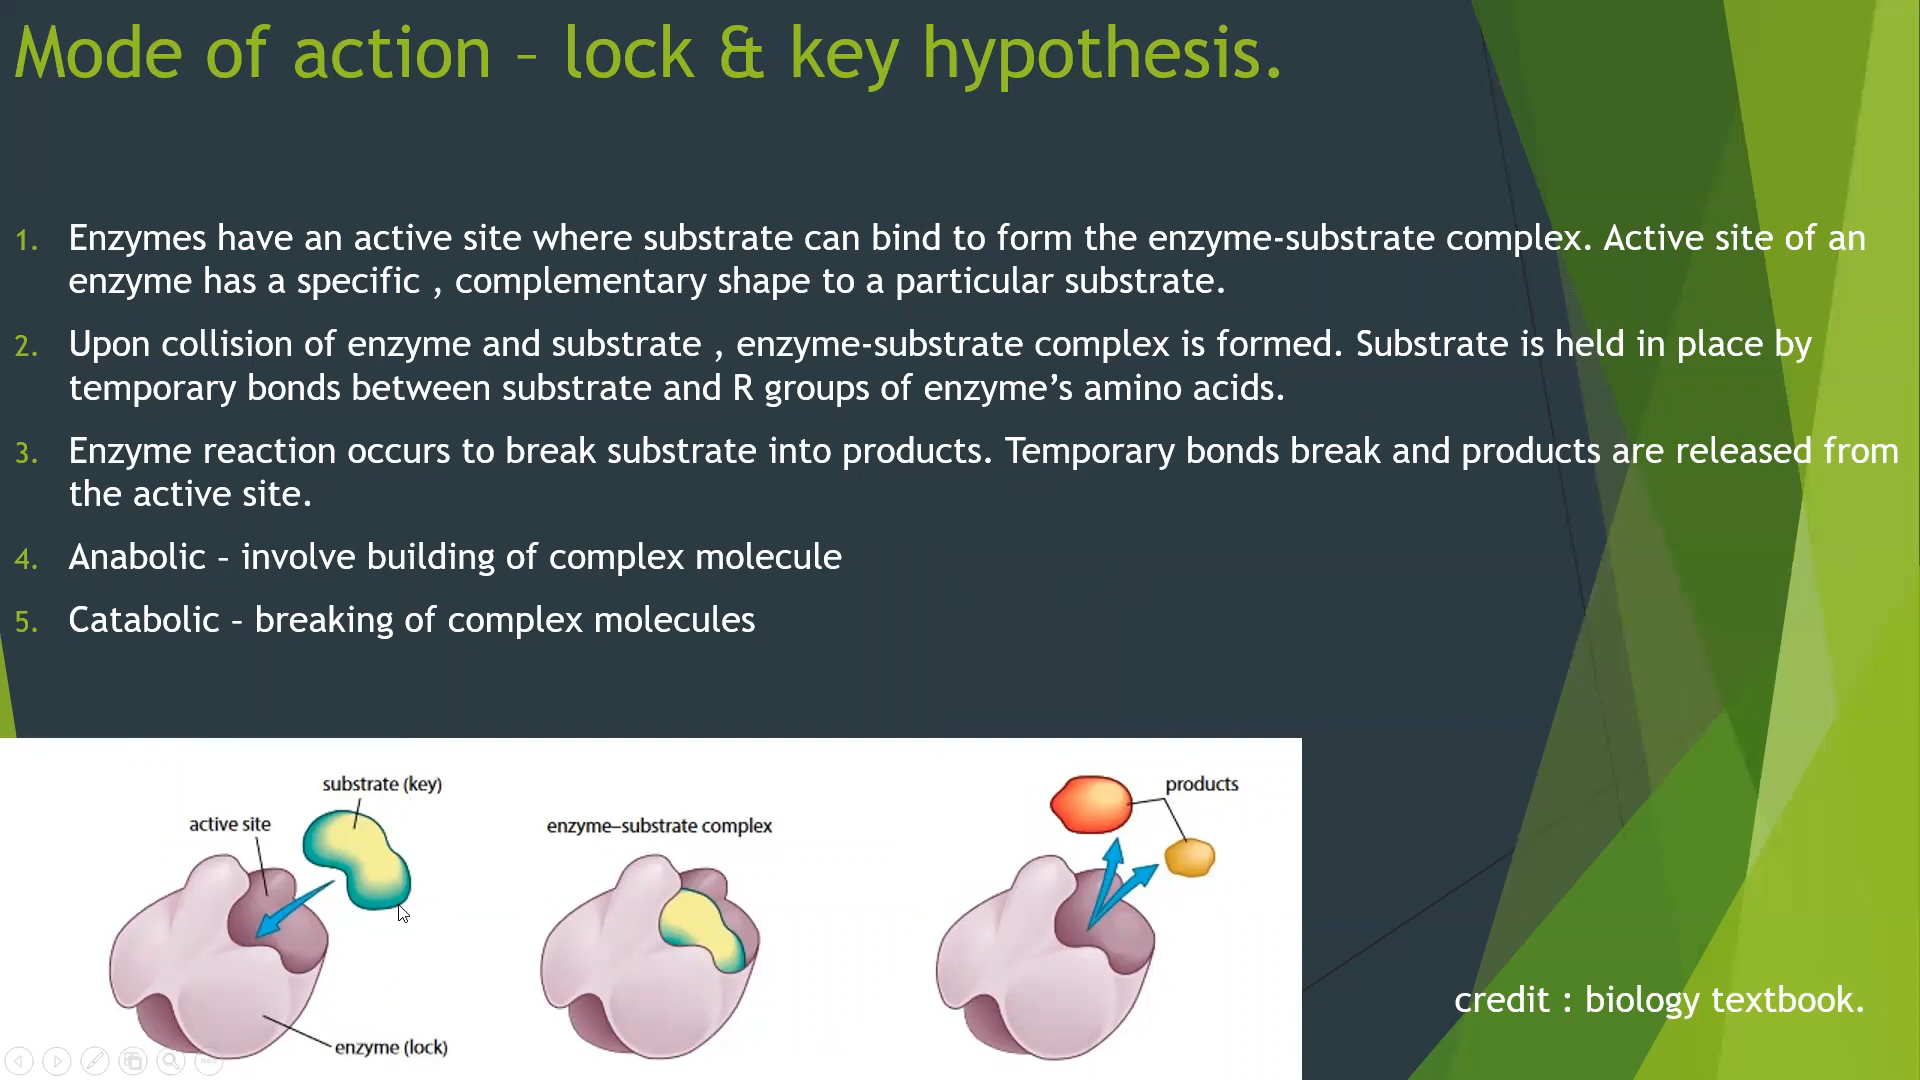 Mode of action – lock & key hypothesis.
1. Enzymes have an active site where substrate can bind to form the enzyme-substrate complex. Active site of an
enzyme has a specific , complementary shape to a particular substrate.
2. Upon collision of enzyme and substrate , enzyme-substrate complex is formed. Substrate is held in place by
temporary bonds between substrate and R groups of enzyme’s amino acids.
3. Enzyme reaction occurs to break substrate into products. Temporary bonds break and products are released from
the active site.
4. Anabolic – involve building of complex molecule
5. Catabolic – breaking of complex molecules
substrate (key)
active site
enzyme (lock)
enzyme–substrate complex
products
credit : biology textbook.